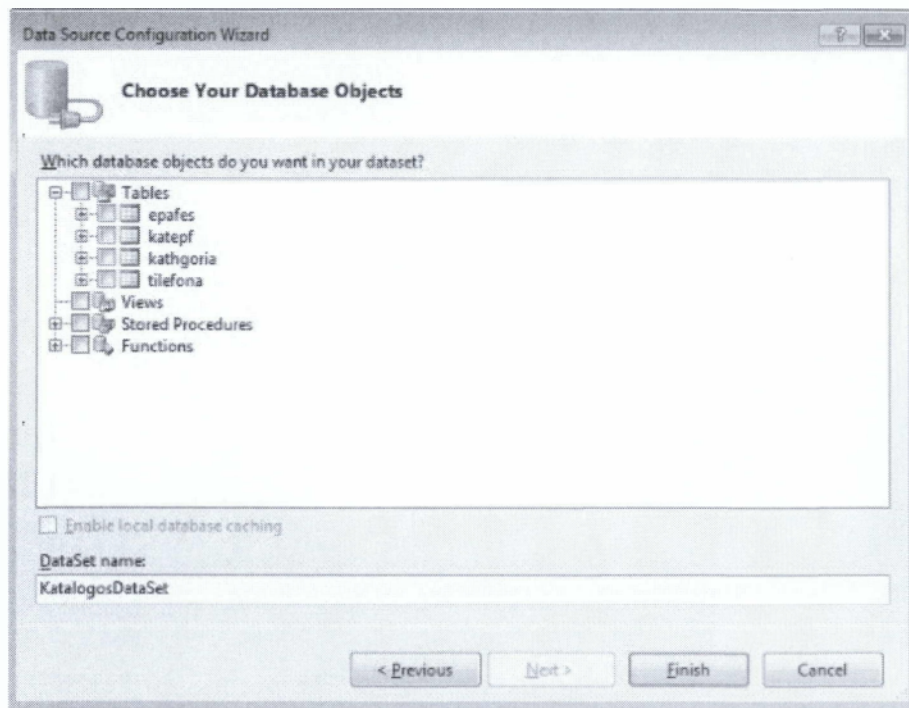 Data Source Configuration Wizard
Choose Your Database Objects
Which database objects do you want in your dataset?
Tables
epafes
katepf
kathgoria
tilefona
Views
Stored Procedures
Functions
Enable local database caching
DataSet name:
KatalogosDataSet
< Previous Next > Finish Cancel